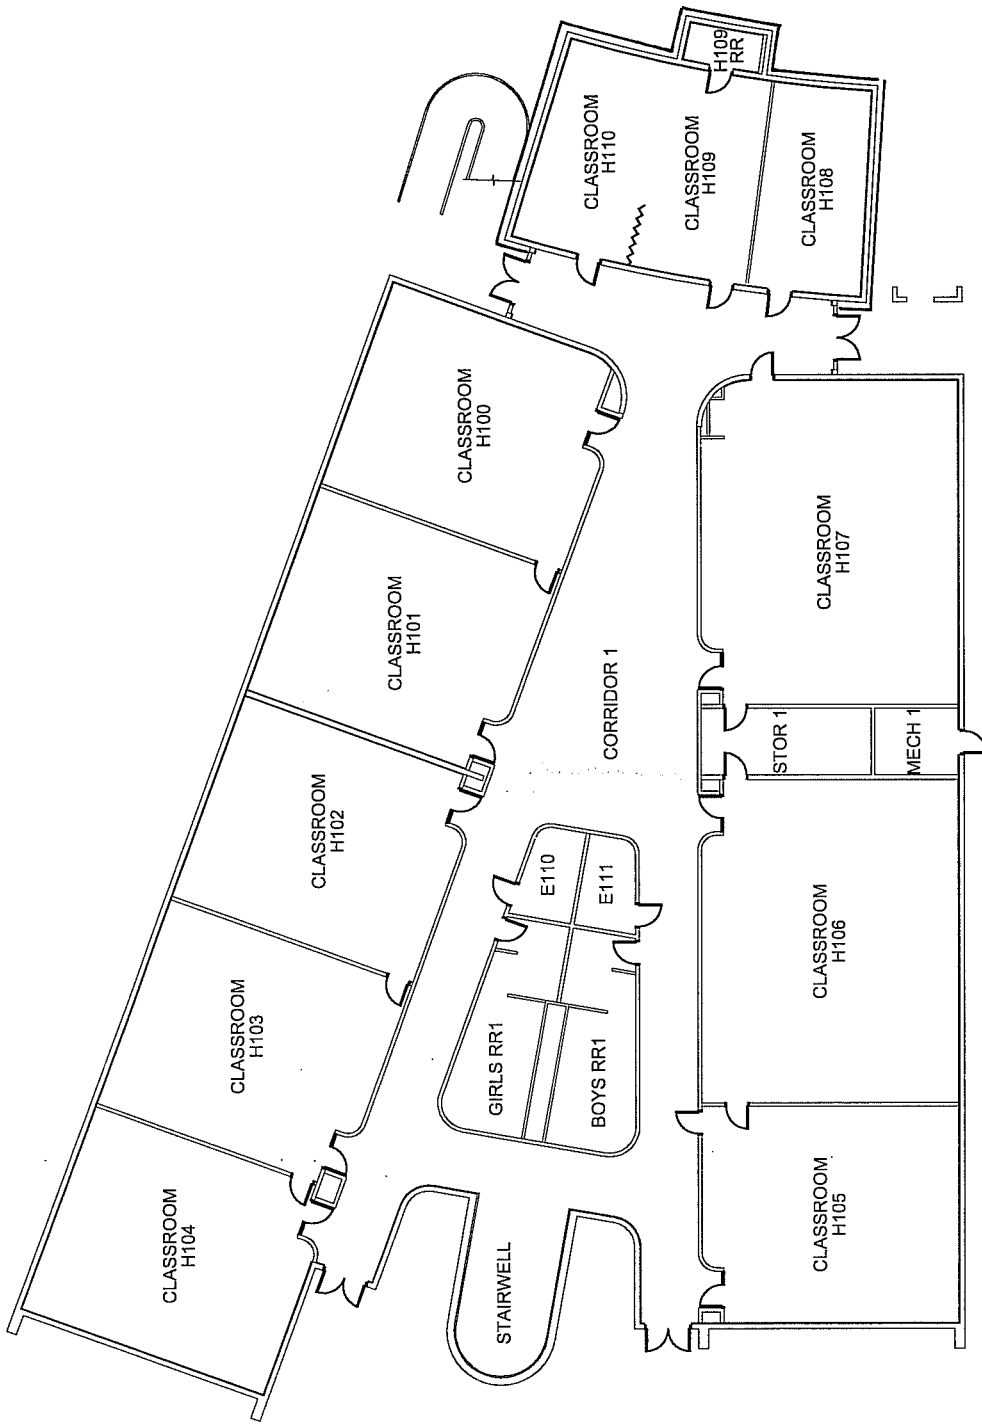 H109
RR
CLASSROOM
H110
CLASSROOM
H109
CLASSROOM
H108
CLASSROOM
H100
CLASSROOM
H101
CLASSROOM
H107
CORRIDOR 1
STOR 1
MECH 1
CLASSROOM
H102
E110
E111
CLASSROOM
H106
CLASSROOM
H103
GIRLS RR1
BOYS RR1
CLASSROOM
H104
CLASSROOM
H105
STAIRWELL